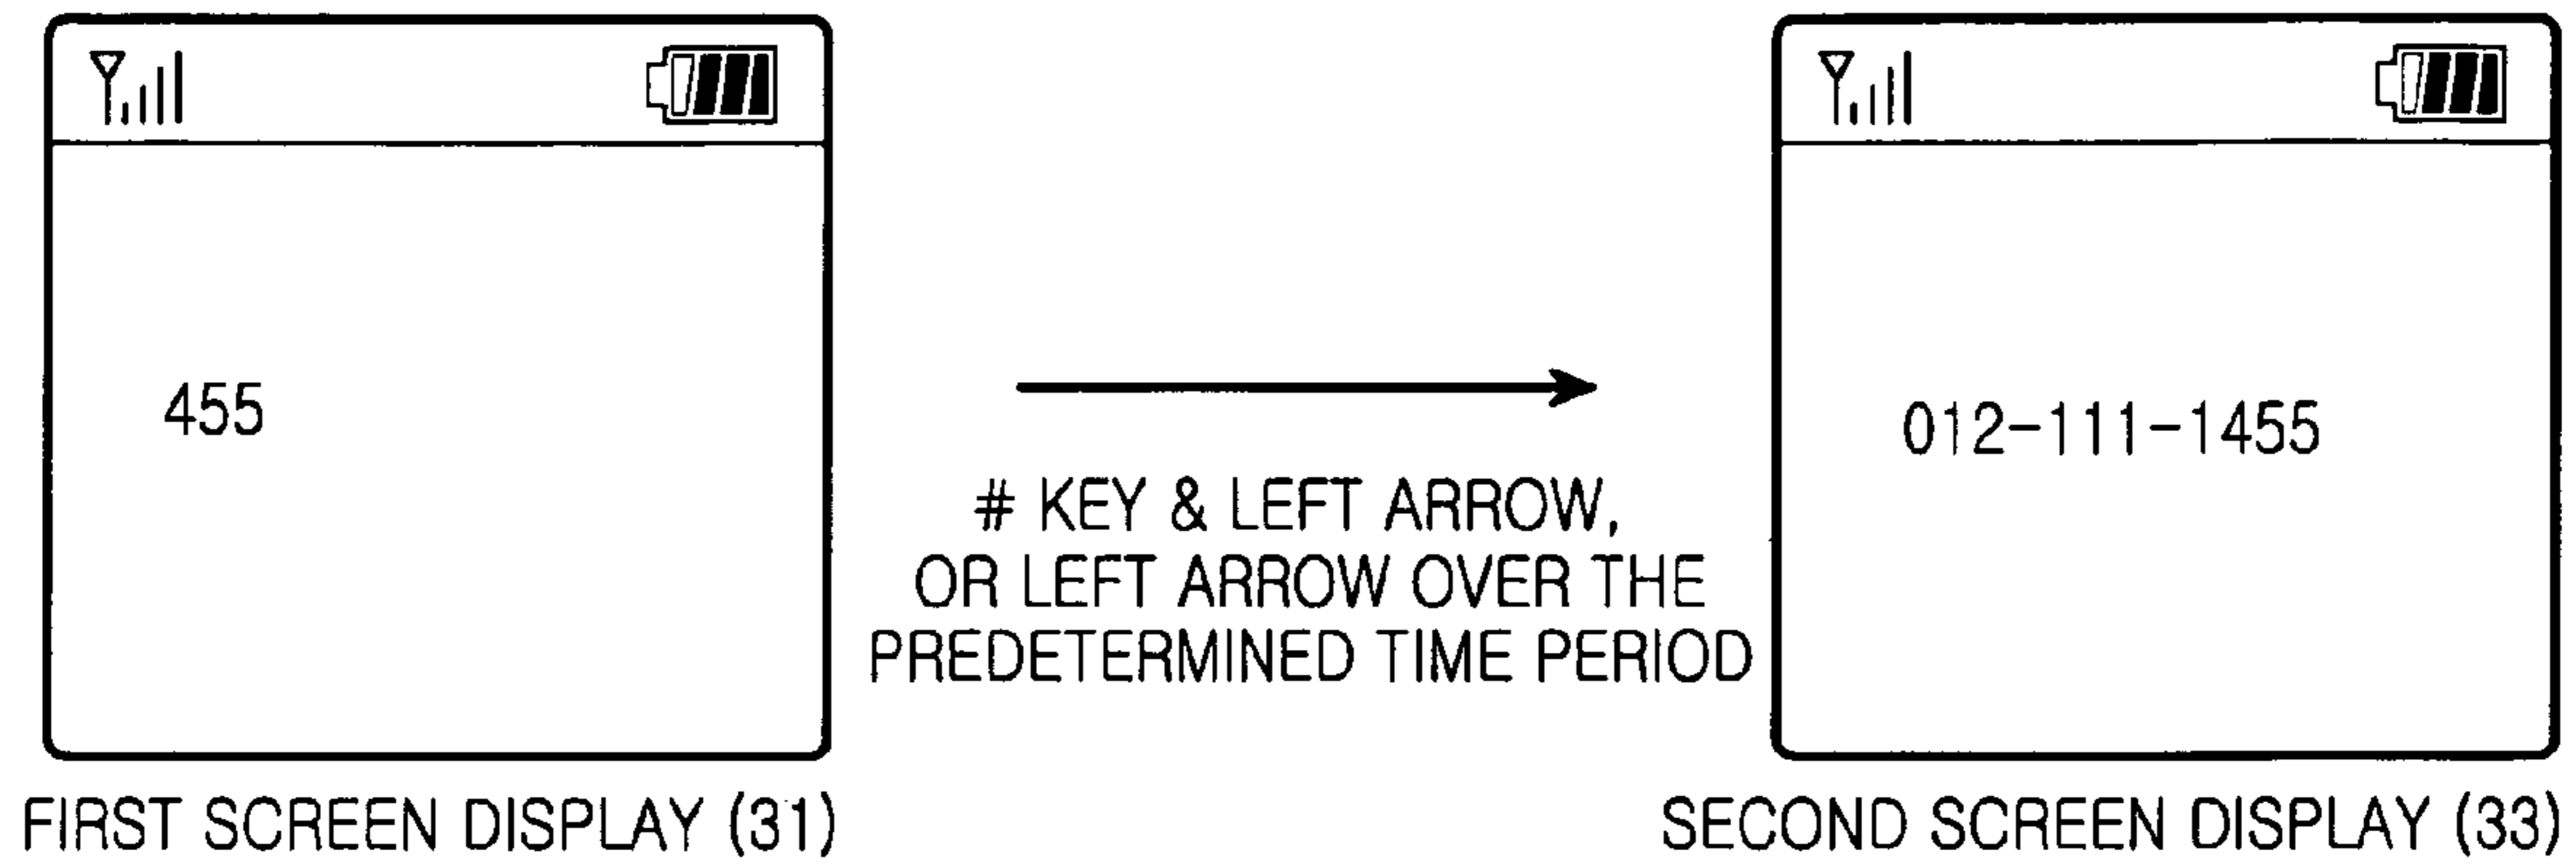 455
# KEY & LEFT ARROW,
OR LEFT ARROW OVER THE
PREDETERMINED TIME PERIOD
012-111-1455
FIRST SCREEN DISPLAY (31)
SECOND SCREEN DISPLAY (33)